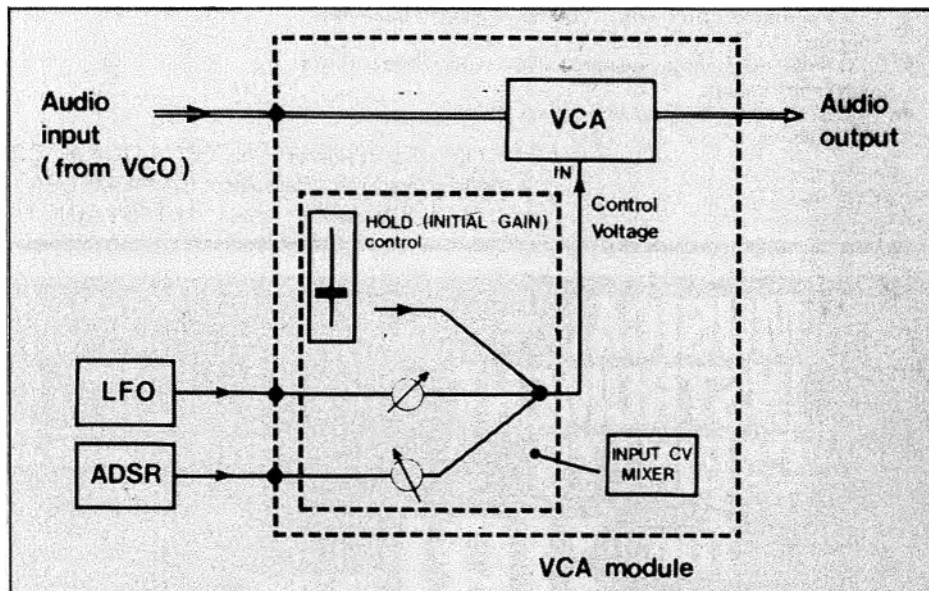 Audio
input
(from VCO)
VCA
Audio
output
IN
Control
Voltage
HOLD (INITIAL GAIN)
control
LFO
ADSR
INPUT CV
MIXER
VCA module